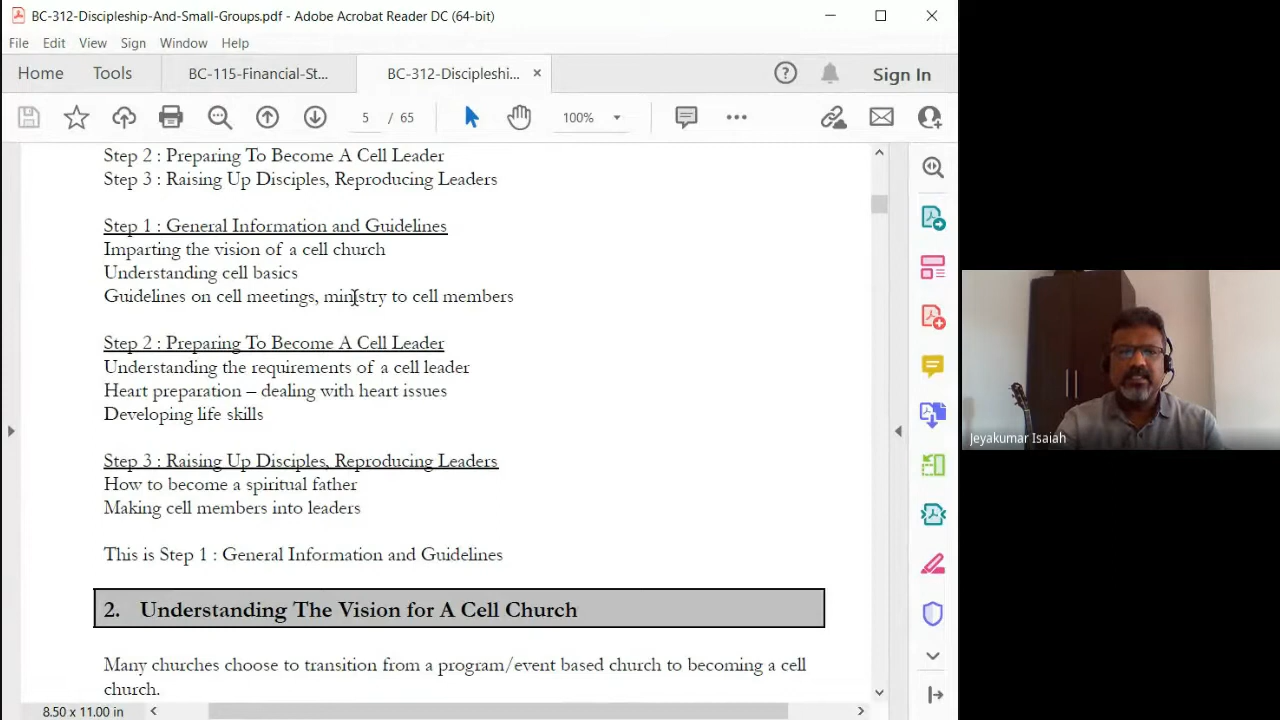 BC-312-Discipleship-And-Small-Groups.pdf - Adobe Acrobat Reader DC (64-bit)
File Edit View Sign Window Help
Home Tools BC-115-Financial-St... BC-312-Discipleshi... Sign In
5 / 65 100%
Step 2 : Preparing To Become A Cell Leader
Step 3 : Raising Up Disciples, Reproducing Leaders
Step 1 : General Information and Guidelines
Imparting the vision of a cell church
Understanding cell basics
Guidelines on cell meetings, ministry to cell members
Step 2 : Preparing To Become A Cell Leader
Understanding the requirements of a cell leader
Heart preparation – dealing with heart issues
Developing life skills
Step 3 : Raising Up Disciples, Reproducing Leaders
How to become a spiritual father
Making cell members into leaders
This is Step 1 : General Information and Guidelines
2. Understanding The Vision for A Cell Church
Many churches choose to transition from a program/event based church to becoming a cell
church.
8.50 x 11.00 in
Jeyakumar Isaiah